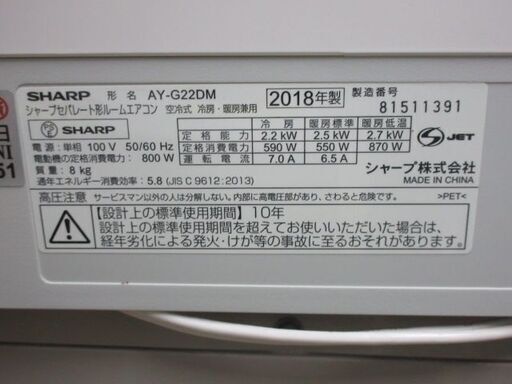 SHARP 形名 AY-G22DM 2018年製 製造番号
シャープセパレート形ルームエアコン 空冷式 冷房・暖房兼用 81511391
PS E SHARP 冷房 暖房標準 暖房低温
定格能力 2.2 kW 2.5 kW 2.7 kW
電源:単相 100 V 50/60 Hz 定格消費電力 590 W 550 W 870 W
電動機の定格消費電力: 800 W 運転電流 7.0 A 6.5 A
S JET
質量:8 kg
シャープ株式会社
通年エネルギー消費効率:5.8 (JIS C 9612:2013) MADE IN CHINA
高圧注意 サービスマン以外の人は分解しないでください。内部に高電圧部があり、さわると危険です。 >PET<
【設計上の標準使用期間】10年
設計上の標準使用期間を超えてお使いいただいた場合は、
経年劣化による発火・けが等の事故に至るおそれがあります。
NI
51